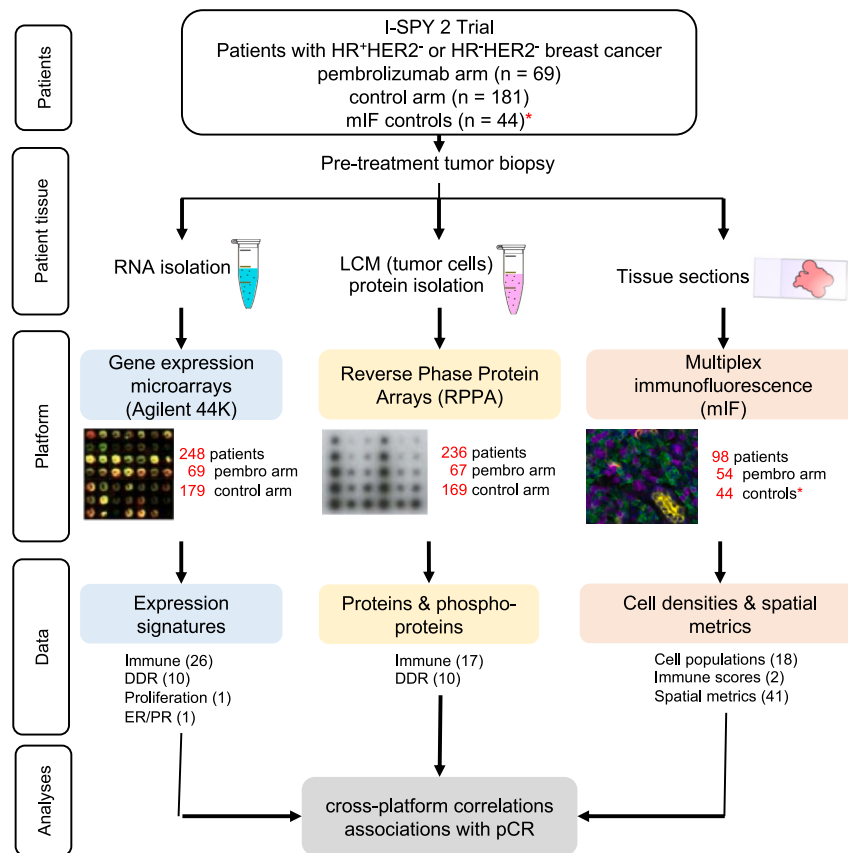 Patients
I-SPY 2 Trial
Patients with HR⁺HER2⁻ or HR⁻HER2⁻ breast cancer
pembrolizumab arm (n = 69)
control arm (n = 181)
mIF controls (n = 44)*
Patient tissue
Pre-treatment tumor biopsy
RNA isolation
LCM (tumor cells)
protein isolation
Tissue sections
Platform
Gene expression
microarrays
(Agilent 44K)
248 patients
69 pembro arm
179 control arm
Reverse Phase Protein
Arrays (RPPA)
236 patients
67 pembro arm
169 control arm
Multiplex
immunofluorescence
(mIF)
98 patients
54 pembro arm
44 controls*
Data
Expression
signatures
Immune (26)
DDR (10)
Proliferation (1)
ER/PR (1)
Proteins & phospho-
proteins
Immune (17)
DDR (10)
Cell densities & spatial
metrics
Cell populations (18)
Immune scores (2)
Spatial metrics (41)
Analyses
cross-platform correlations
associations with pCR